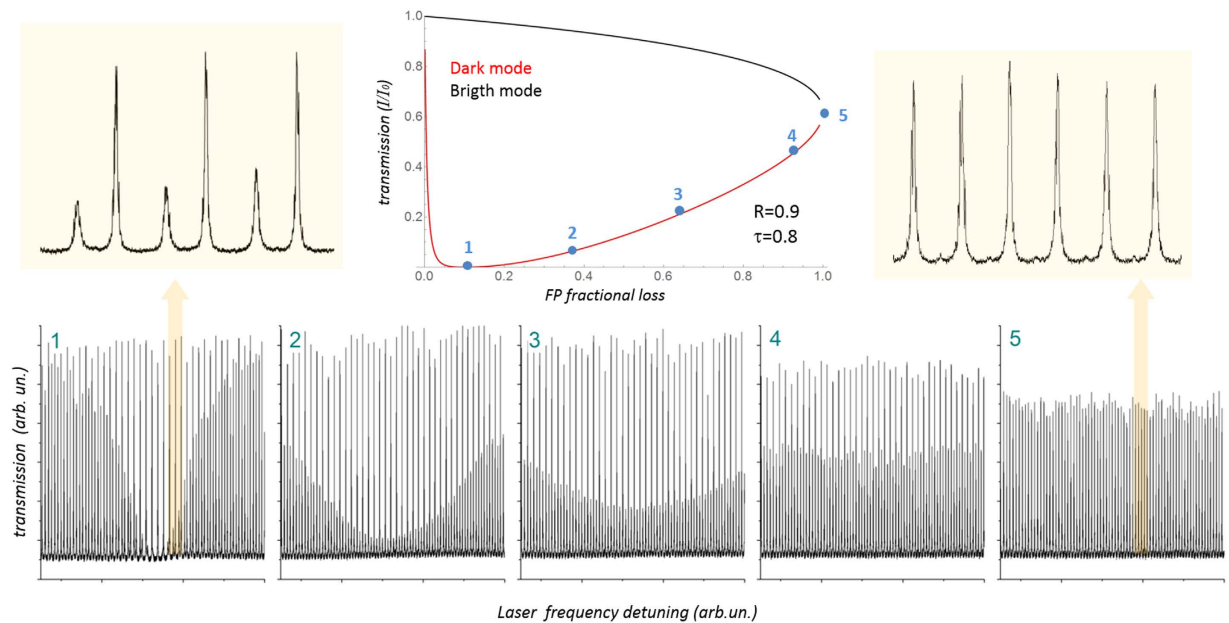 transmission (I/I0)
1.0
0.8
0.6
0.4
0.2
0.0
0.2
0.4
0.6
0.8
1.0
FP fractional loss
Dark mode
Brigth mode
1
2
3
4
5
R=0.9
τ=0.8
transmission (arb. un.)
1
2
3
4
5
Laser frequency detuning (arb.un.)